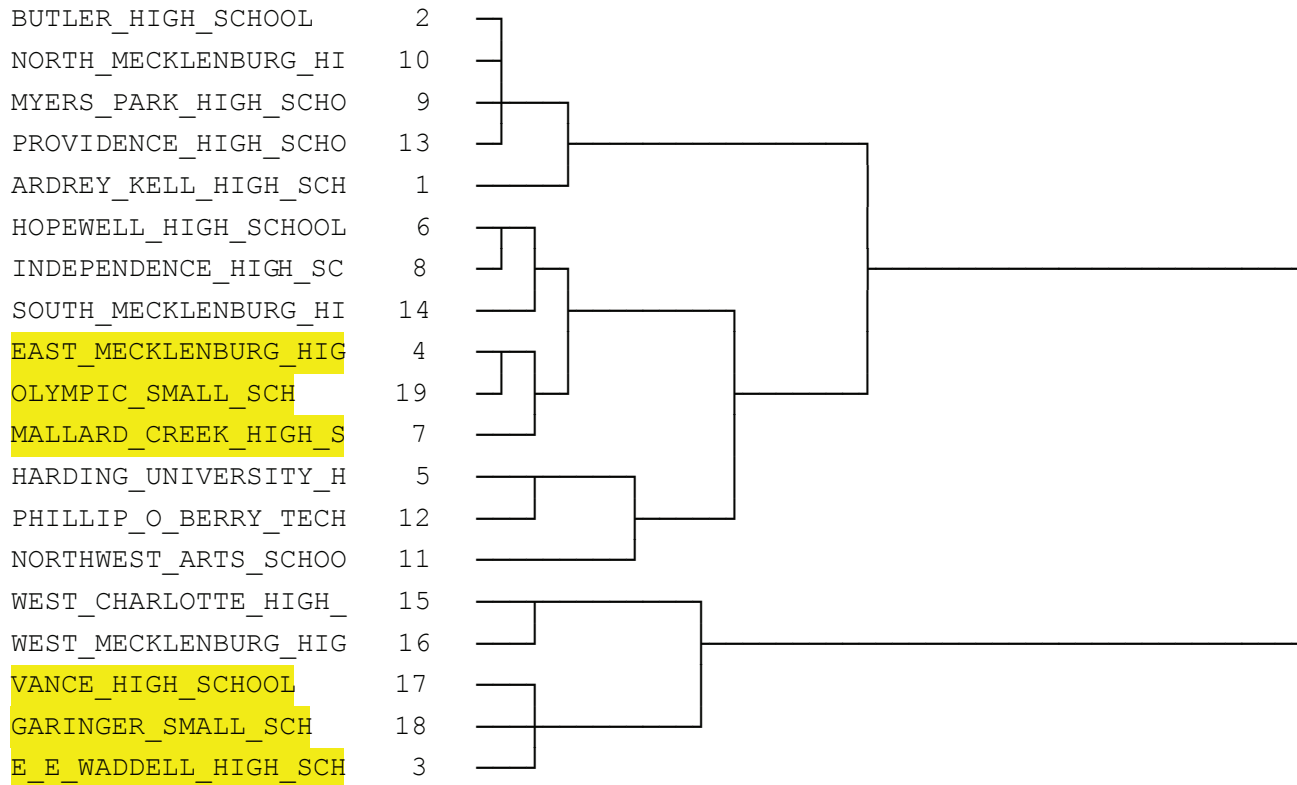 BUTLER_HIGH_SCHOOL 2
NORTH_MECKLENBURG_HI 10
MYERS_PARK_HIGH_SCHO 9
PROVIDENCE_HIGH_SCHO 13
ARDREY_KELL_HIGH_SCH 1
HOPEWELL_HIGH_SCHOOL 6
INDEPENDENCE_HIGH_SC 8
SOUTH_MECKLENBURG_HI 14
EAST_MECKLENBURG_HIG 4
OLYMPIC_SMALL_SCH 19
MALLARD_CREEK_HIGH_S 7
HARDING_UNIVERSITY_H 5
PHILLIP_O_BERRY_TECH 12
NORTHWEST_ARTS_SCHOO 11
WEST_CHARLOTTE_HIGH_ 15
WEST_MECKLENBURG_HIG 16
VANCE_HIGH_SCHOOL 17
GARINGER_SMALL_SCH 18
E_E_WADDELL_HIGH_SCH 3